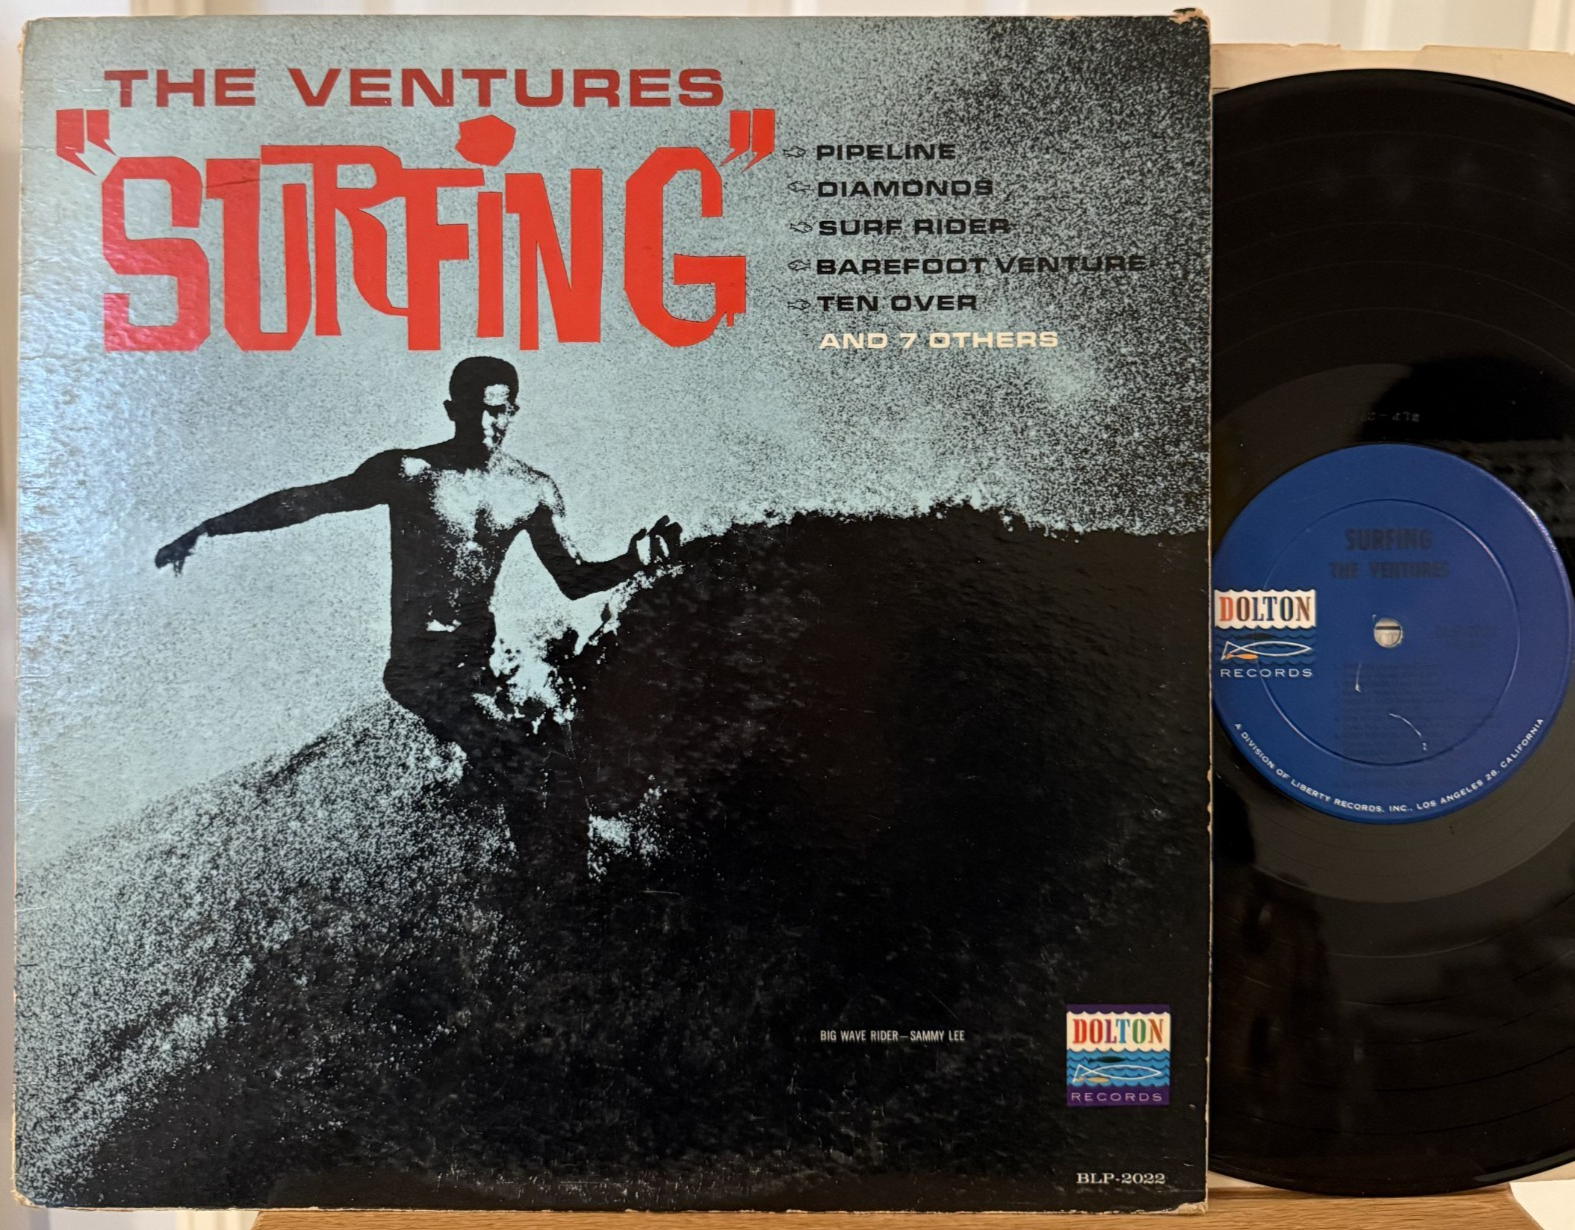 THE VENTURES
"SURFING"
PIPELINE
DIAMONDS
SURF RIDER
BAREFOOT VENTURE
TEN OVER
AND 7 OTHERS
BIG WAVE RIDER—SAMMY LEE
DOLTON
RECORDS
BLP-2022
SURFING
THE VENTURES
DOLTON
RECORDS
A DIVISION OF LIBERTY RECORDS, INC., LOS ANGELES 28, CALIFORNIA